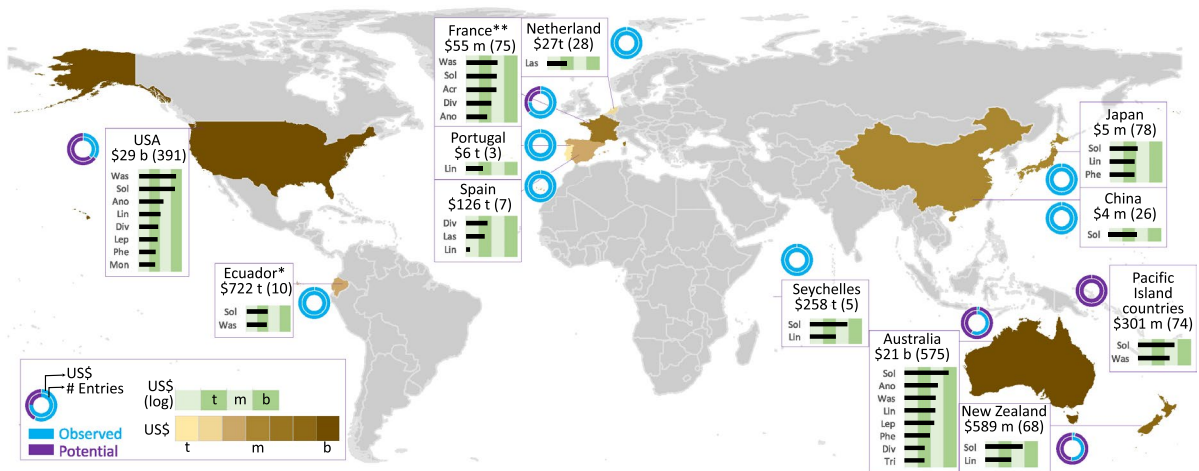 France**
$55 m (75)
Was
Sol
Acr
Div
Ano
Netherland
$27t (28)
Las
USA
$29 b (391)
Was
Sol
Ano
Lin
Div
Lep
Phe
Mon
Portugal
$6 t (3)
Lin
Spain
$126 t (7)
Div
Las
Lin
Japan
$5 m (78)
Sol
Lin
Phe
China
$4 m (26)
Sol
Ecuador*
$722 t (10)
Sol
Was
Seychelles
$258 t (5)
Sol
Lin
Pacific
Island
countries
$301 m (74)
Sol
Was
Australia
$21 b (575)
Sol
Ano
Was
Lin
Lep
Phe
Div
Tri
New Zealand
$589 m (68)
Sol
Lin
US$
# Entries
Observed
Potential
US$
(log)
t m b
US$
t m b